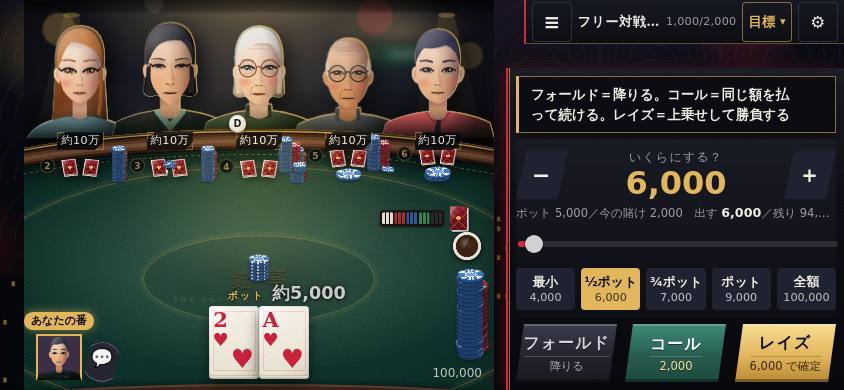 D
約10万
約10万
約10万
約10万
約10万
2
3
4
5
6
ポット 約5,000
あなたの番
2
A
100,000
フリー対戦…
1,000/2,000
目標 ▾
フォールド＝降りる。コール＝同じ額を払
って続ける。レイズ＝上乗せして勝負する
いくらにする？
−
6,000
+
ポット 5,000／今の賭け 2,000 出す 6,000／残り 94,…
最小
4,000
½ポット
6,000
¾ポット
7,000
ポット
9,000
全額
100,000
フォールド
降りる
コール
2,000
レイズ
6,000 で確定